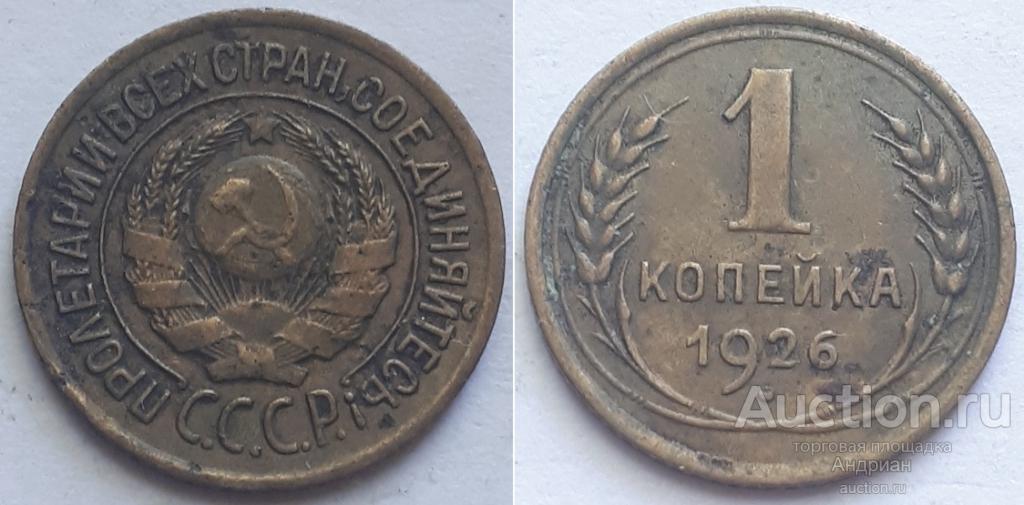 ПРОЛЕТАРИИ ВСЕХ СТРАН, СОЕДИНЯЙТЕСЬ!
С.С.С.Р.
1
КОПЕЙКА
1926
Auction.ru
торговая площадка
Андриан
auction.ru